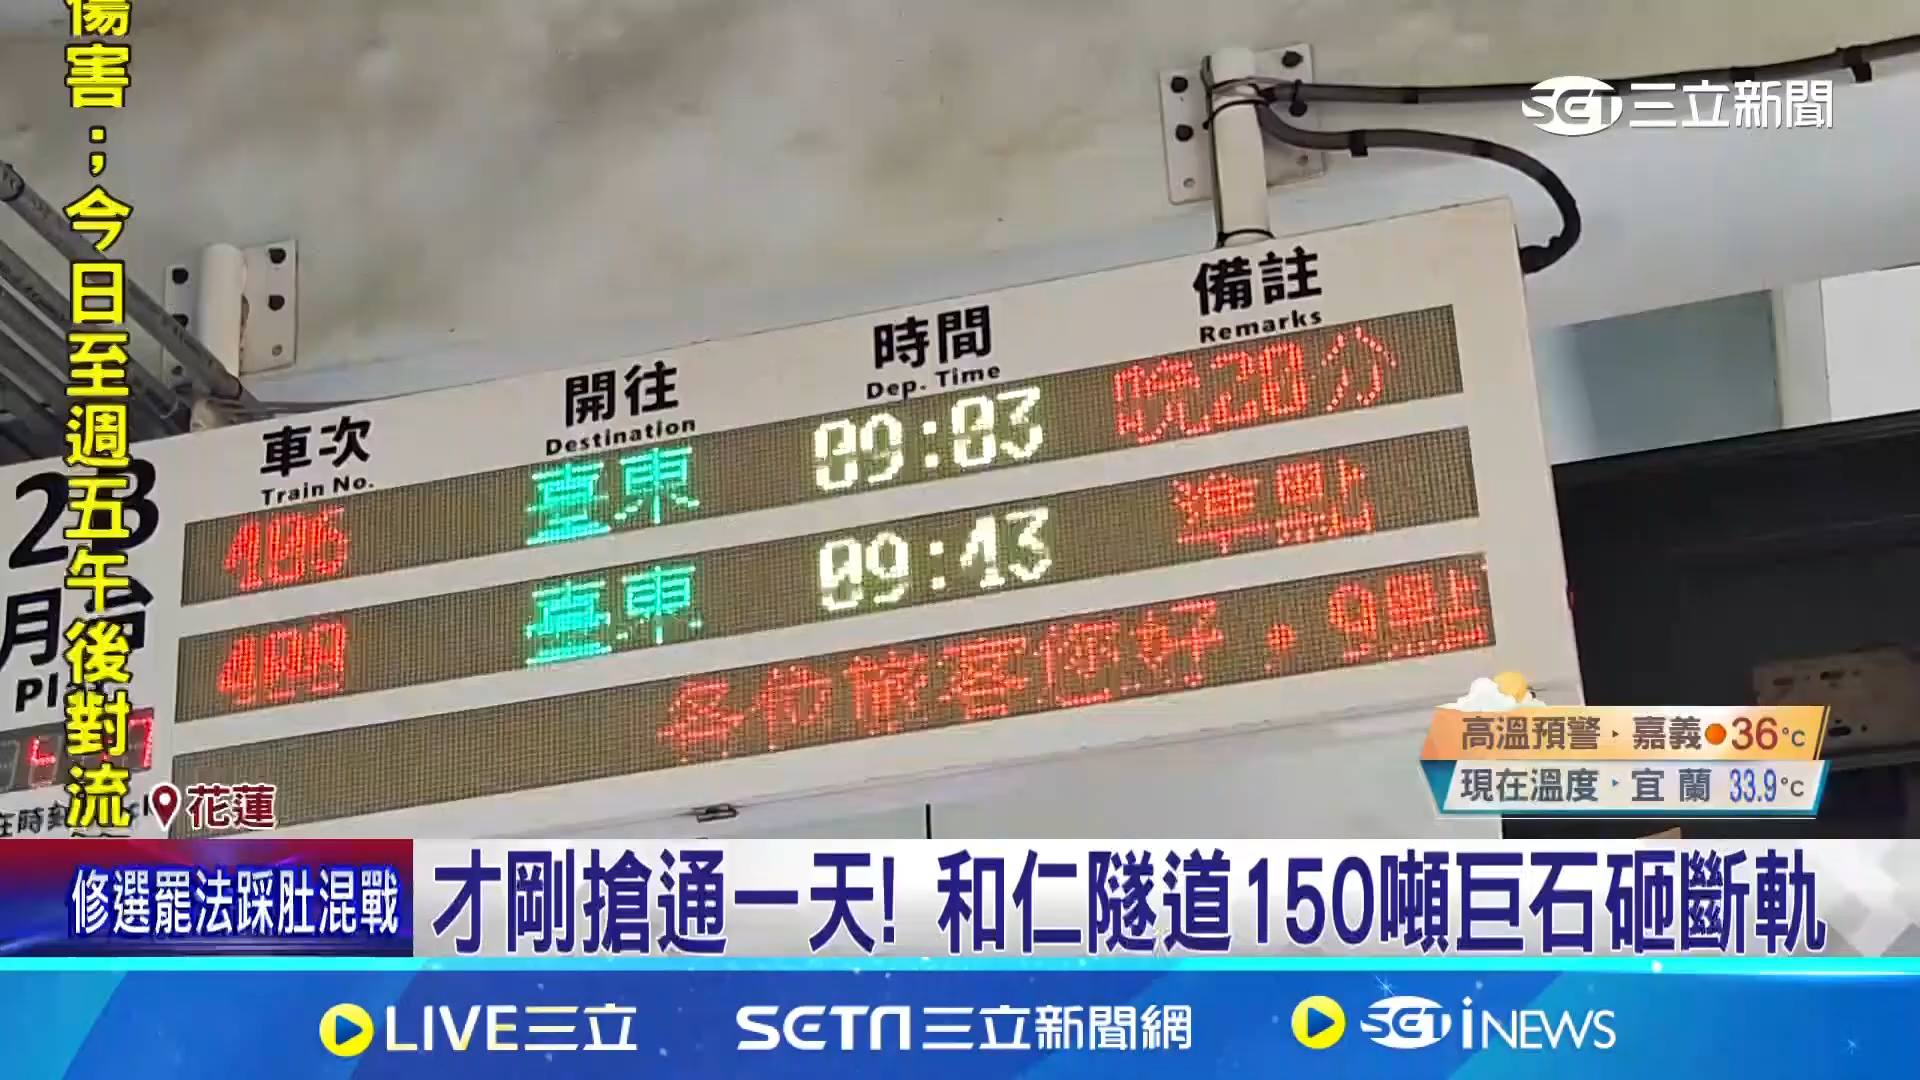 傷害；今日至週五午後對流
SET三立新聞
車次
Train No.
開往
Destination
時間
Dep. Time
備註
Remarks
臺東
09:03
晚20分
臺東
09:43
準點
各位旅客您好，9點
高溫預警 嘉義 36°C
現在溫度 宜蘭 33.9°C
花蓮
修選罷法踩肚混戰
才剛搶通一天! 和仁隧道150噸巨石砸斷軌
LIVE三立
SETN三立新聞網
SET iNEWS